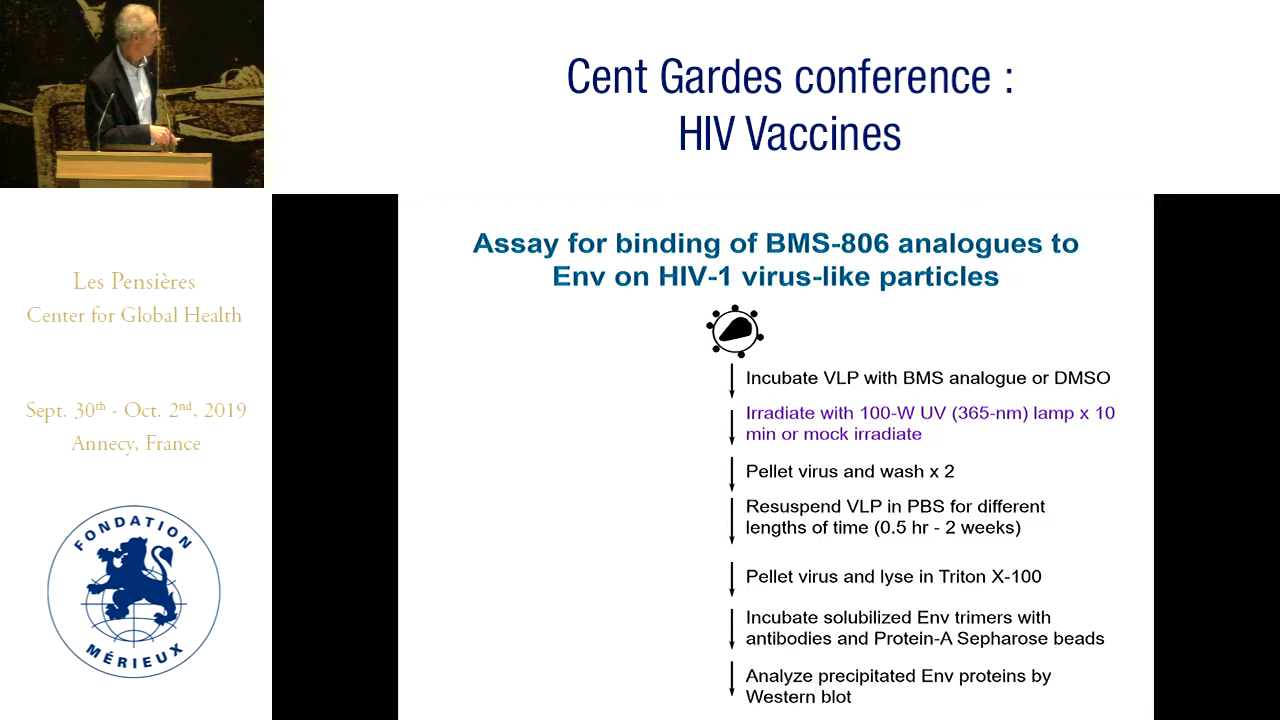 Cent Gardes conference :
HIV Vaccines
Les Pensières
Center for Global Health
Sept. 30th - Oct. 2nd, 2019
Annecy, France
FONDATION
MÉRIEUX
Assay for binding of BMS-806 analogues to
Env on HIV-1 virus-like particles
Incubate VLP with BMS analogue or DMSO
Irradiate with 100-W UV (365-nm) lamp x 10
min or mock irradiate
Pellet virus and wash x 2
Resuspend VLP in PBS for different
lengths of time (0.5 hr - 2 weeks)
Pellet virus and lyse in Triton X-100
Incubate solubilized Env trimers with
antibodies and Protein-A Sepharose beads
Analyze precipitated Env proteins by
Western blot